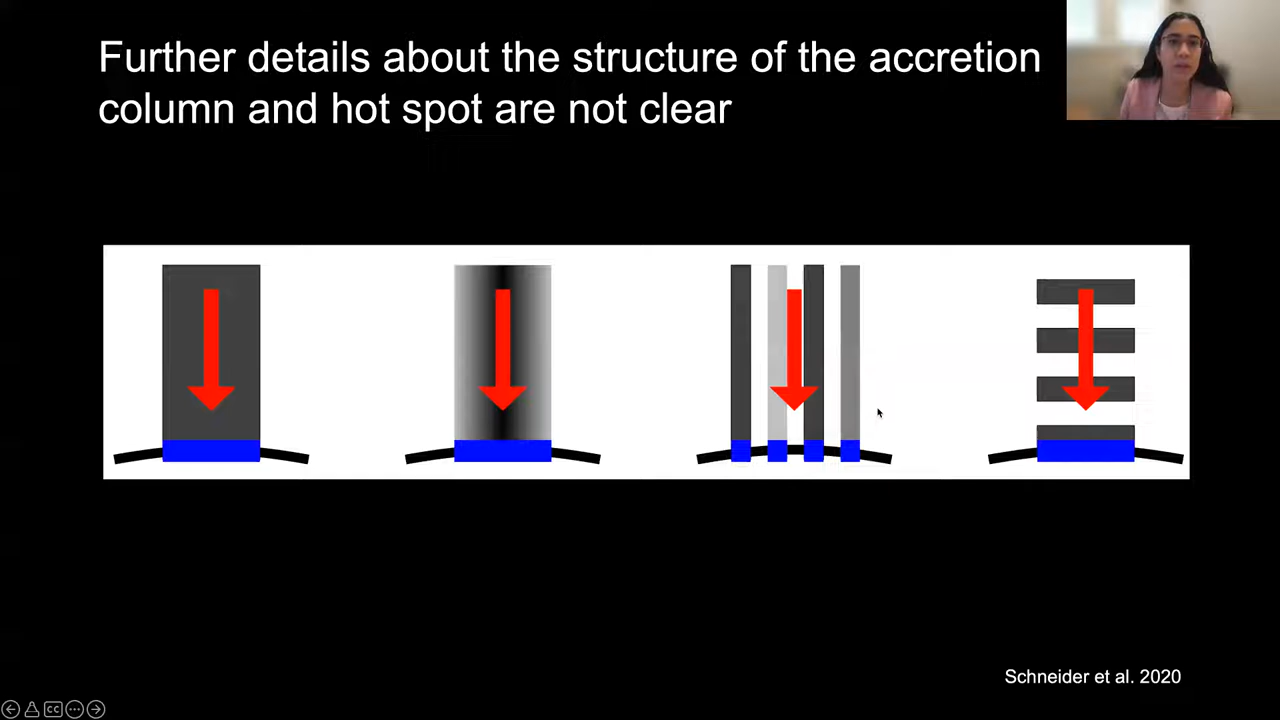 Further details about the structure of the accretion
column and hot spot are not clear
Schneider et al. 2020
CC